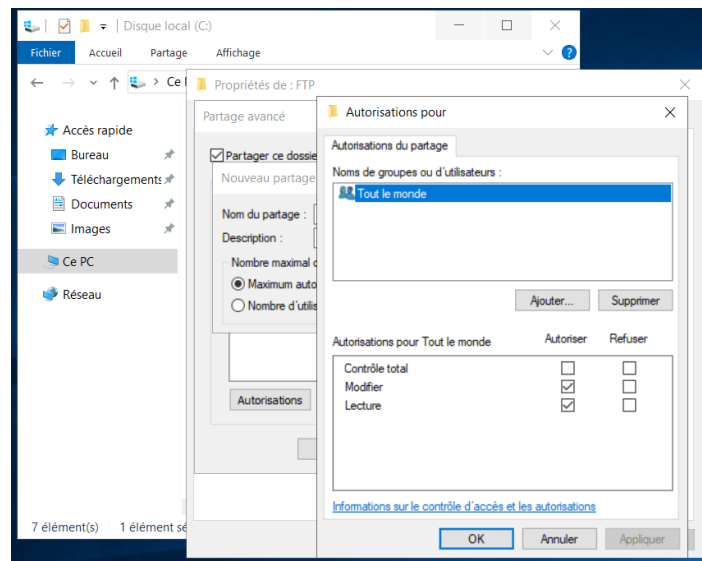 Disque local (C:)
Fichier Accueil Partage Affichage
Propriétés de : FTP
Partage avancé
Autorisations pour
Accès rapide
Bureau
Téléchargements
Documents
Images
Ce PC
Réseau
Partager ce dossie
Nouveau partage
Nom du partage :
Description :
Nombre maximal
Maximum auto
Nombre d'utilis
Autorisations
Autorisations du partage
Noms de groupes ou d'utilisateurs :
Tout le monde
Ajouter... Supprimer
Autorisations pour Tout le monde Autoriser Refuser
Contrôle total
Modifier
Lecture
Informations sur le contrôle d'accès et les autorisations
OK Annuler Appliquer
7 élément(s) 1 élément sé